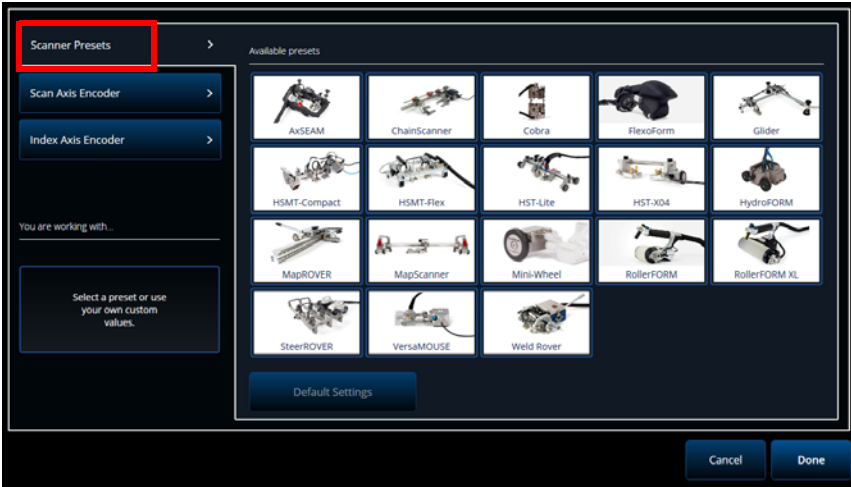 Scanner Presets
Available presets
Scan Axis Encoder
Index Axis Encoder
You are working with...
Select a preset or use
your own custom
values.
AxSEAM
ChainScanner
Cobra
FlexoForm
Glider
HSMT-Compact
HSMT-Flex
HST-Lite
HST-X04
HydroFORM
MapROVER
MapScanner
Mini-Wheel
RollerFORM
RollerFORM XL
SteerROVER
VersaMOUSE
Weld Rover
Default Settings
Cancel
Done